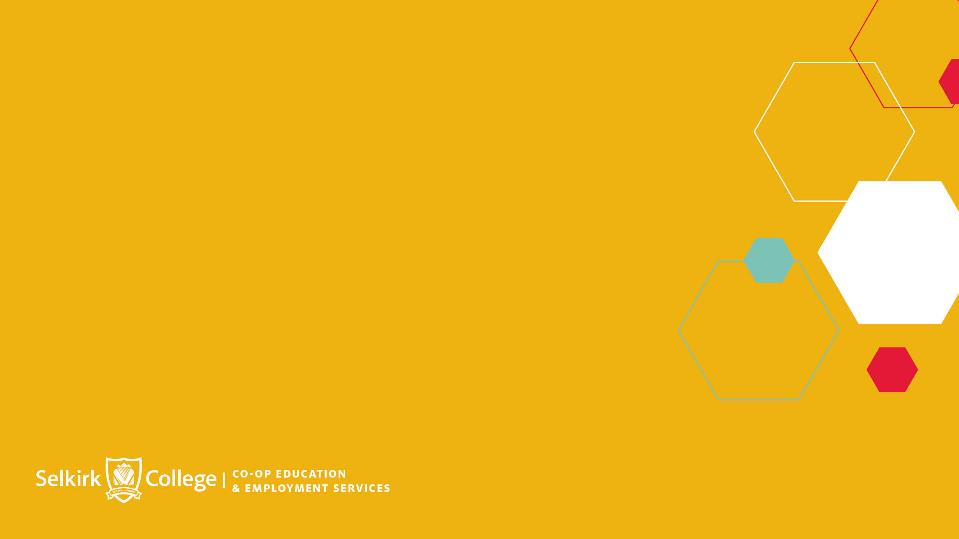 Selkirk College | CO-OP EDUCATION
& EMPLOYMENT SERVICES